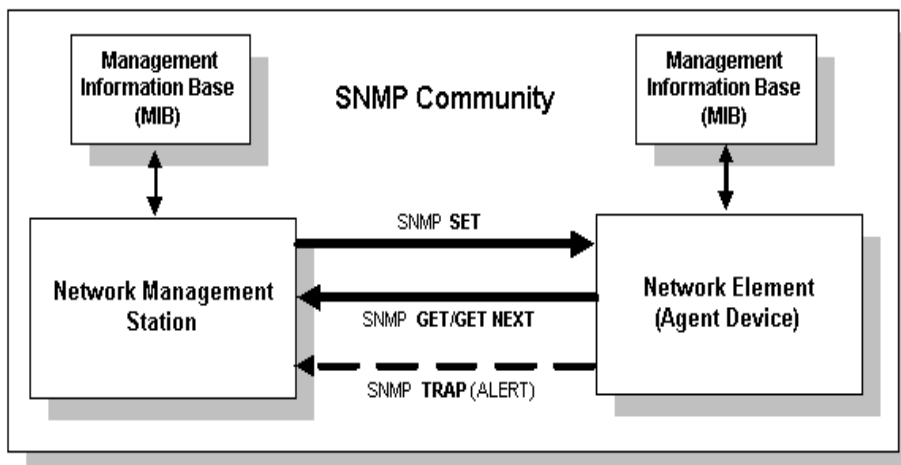 Management
Information Base
(MIB)
SNMP Community
Management
Information Base
(MIB)
SNMP SET
Network Management
Station
SNMP GET/GET NEXT
Network Element
(Agent Device)
SNMP TRAP (ALERT)